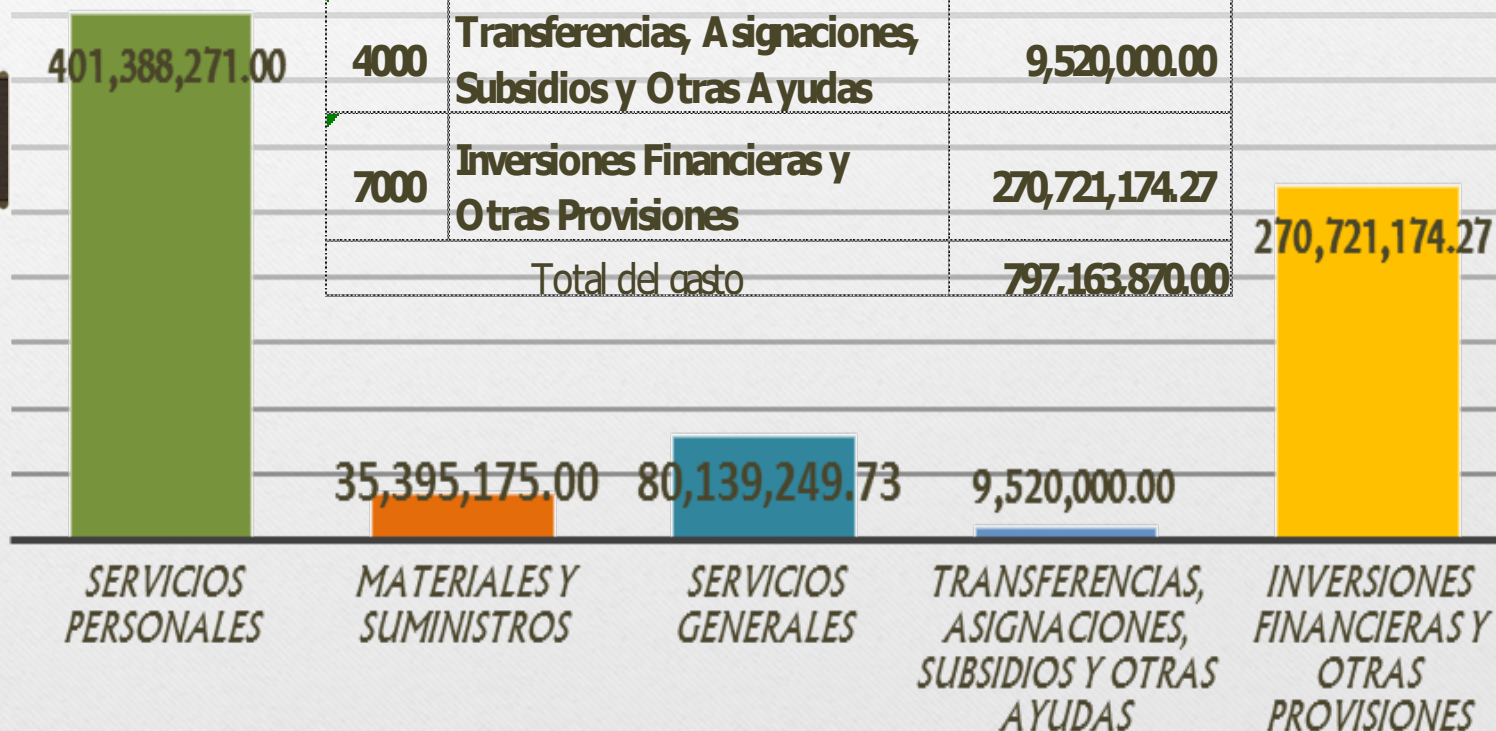 401,388,271.00
4000 Transferencias, Asignaciones, 9,520,000.00
Subsidios y Otras Ayudas
7000 Inversiones Financieras y 270,721,174.27
Otras Provisiones
Total del gasto 797,163,870.00
270,721,174.27
35,395,175.00 80,139,249.73 9,520,000.00
SERVICIOS
PERSONALES
MATERIALES Y
SUMINISTROS
SERVICIOS
GENERALES
TRANSFERENCIAS,
ASIGNACIONES,
SUBSIDIOS Y OTRAS
AYUDAS
INVERSIONES
FINANCIERAS Y
OTRAS
PROVISIONES